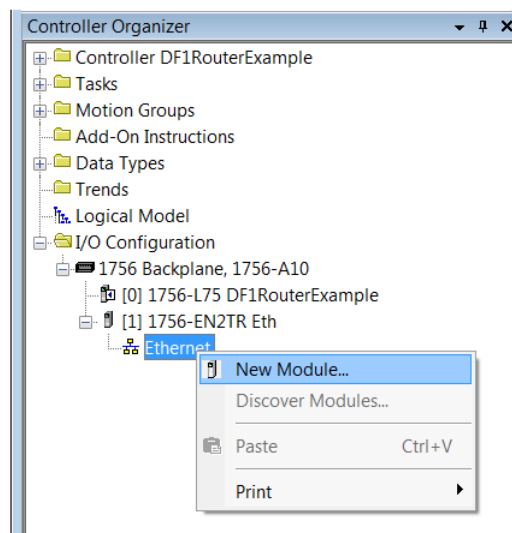 Controller Organizer
Controller DF1RouterExample
Tasks
Motion Groups
Add-On Instructions
Data Types
Trends
Logical Model
I/O Configuration
1756 Backplane, 1756-A10
[0] 1756-L75 DF1RouterExample
[1] 1756-EN2TR Eth
Ethernet
New Module...
Discover Modules...
Paste Ctrl+V
Print